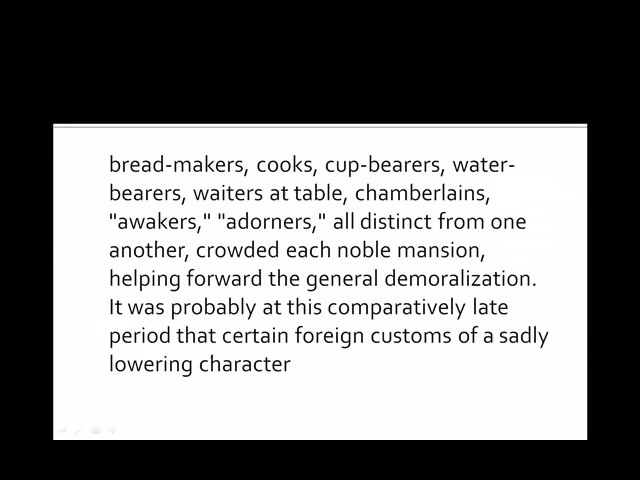 bread-makers, cooks, cup-bearers, water-
bearers, waiters at table, chamberlains,
"awakers," "adorners," all distinct from one
another, crowded each noble mansion,
helping forward the general demoralization.
It was probably at this comparatively late
period that certain foreign customs of a sadly
lowering character